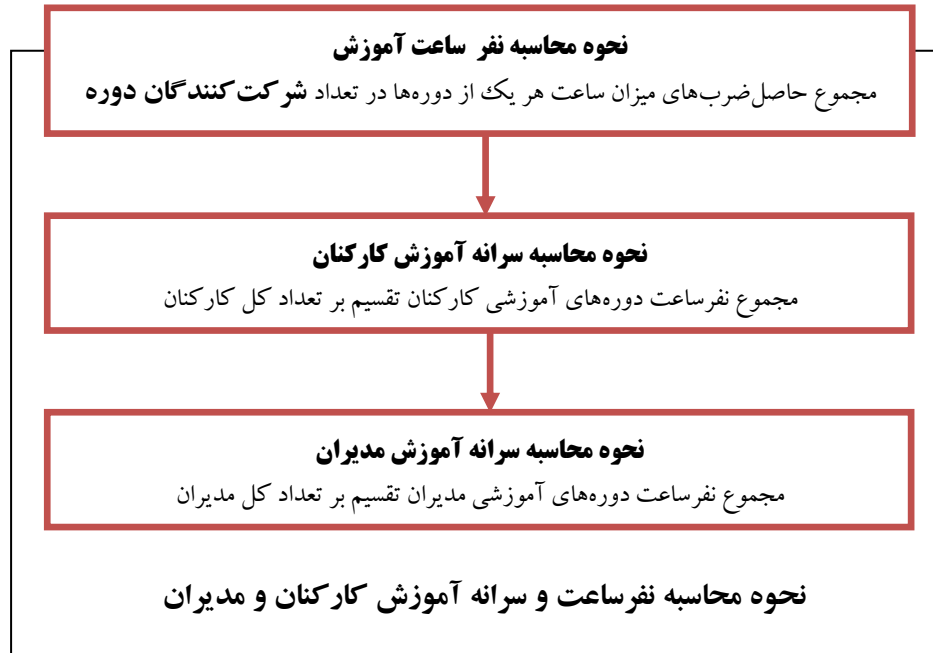 نحوه محاسبه نفر ساعت آموزش
مجموع حاصل‌ضرب‌های میزان ساعت هر یک از دوره‌ها در تعداد شرکت‌کنندگان دوره
نحوه محاسبه سرانه آموزش کارکنان
مجموع نفرساعت دوره‌های آموزشی کارکنان تقسیم بر تعداد کل کارکنان
نحوه محاسبه سرانه آموزش مدیران
مجموع نفرساعت دوره‌های آموزشی مدیران تقسیم بر تعداد کل مدیران
نحوه محاسبه نفرساعت و سرانه آموزش کارکنان و مدیران